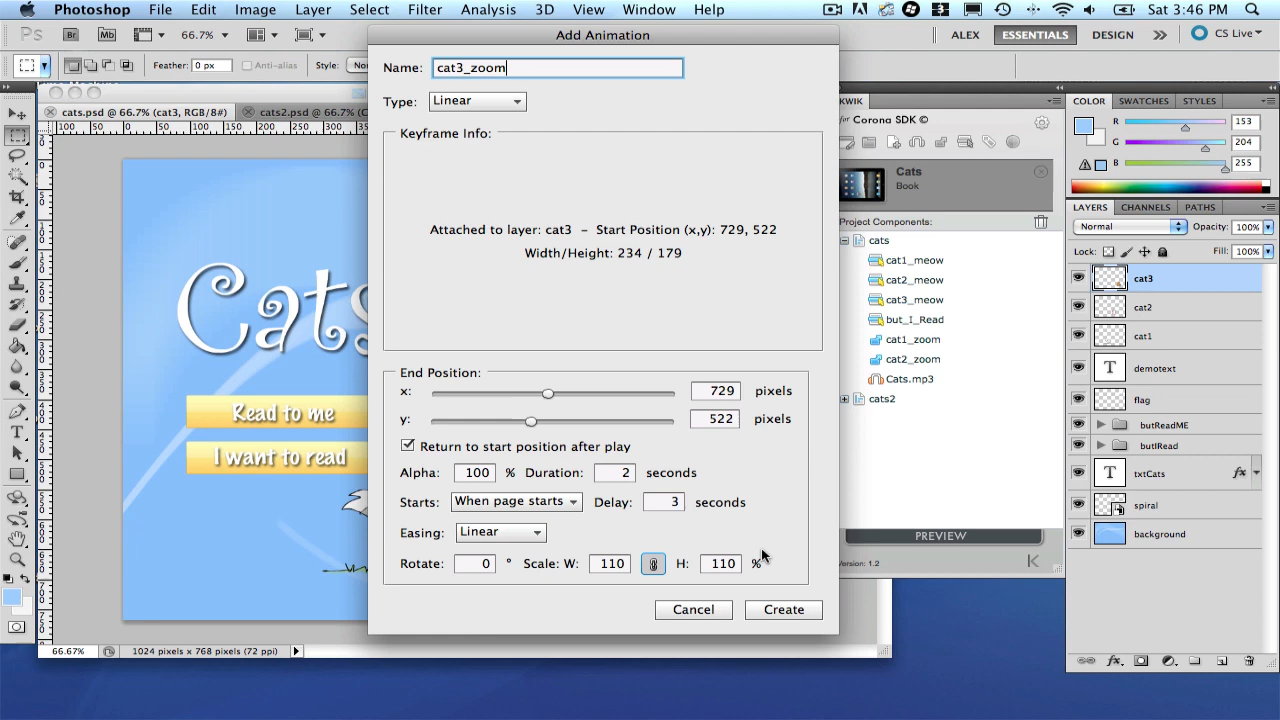 Photoshop File Edit Image Layer Select Filter Analysis 3D View Window Help Sat 3:46 PM
Ps Br Mb 66.7% ALEX ESSENTIALS DESIGN CS Live
Add Animation
Feather: 0 px Anti-alias Style:
Name: cat3_zoom
Type: Linear
cats.psd @ 66.7% (cat3, RGB/8#) cats2.psd @ 66.7%
Keyframe Info:
Attached to layer: cat3 – Start Position (x,y): 729, 522
Width/Height: 234 / 179
End Position:
x: 729 pixels
y: 522 pixels
Return to start position after play
Alpha: 100 % Duration: 2 seconds
Starts: When page starts Delay: 3 seconds
Easing: Linear
Rotate: 0 ° Scale: W: 110 H: 110 %
Cancel Create
Cats
Read to me
I want to read
66.67% 1024 pixels x 768 pixels (72 ppi)
KWIK
for Corona SDK ©
Cats
Book
Project Components:
cats
cat1_meow
cat2_meow
cat3_meow
but_I_Read
cat1_zoom
cat2_zoom
Cats.mp3
cats2
PREVIEW
Version: 1.2
COLOR SWATCHES STYLES
R 153
G 204
B 255
LAYERS CHANNELS PATHS
Normal Opacity: 100%
Lock: Fill: 100%
cat3
cat2
cat1
T demotext
flag
butReadME
butIRead
T txtCats fx
spiral
background